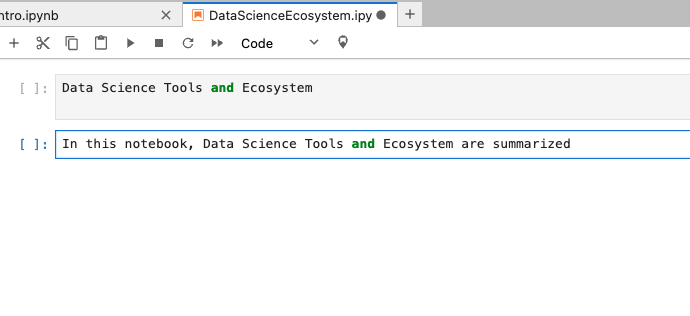 ntro.ipynb
DataScienceEcosystem.ipy
Code
[ ]: Data Science Tools and Ecosystem
[ ]: In this notebook, Data Science Tools and Ecosystem are summarized